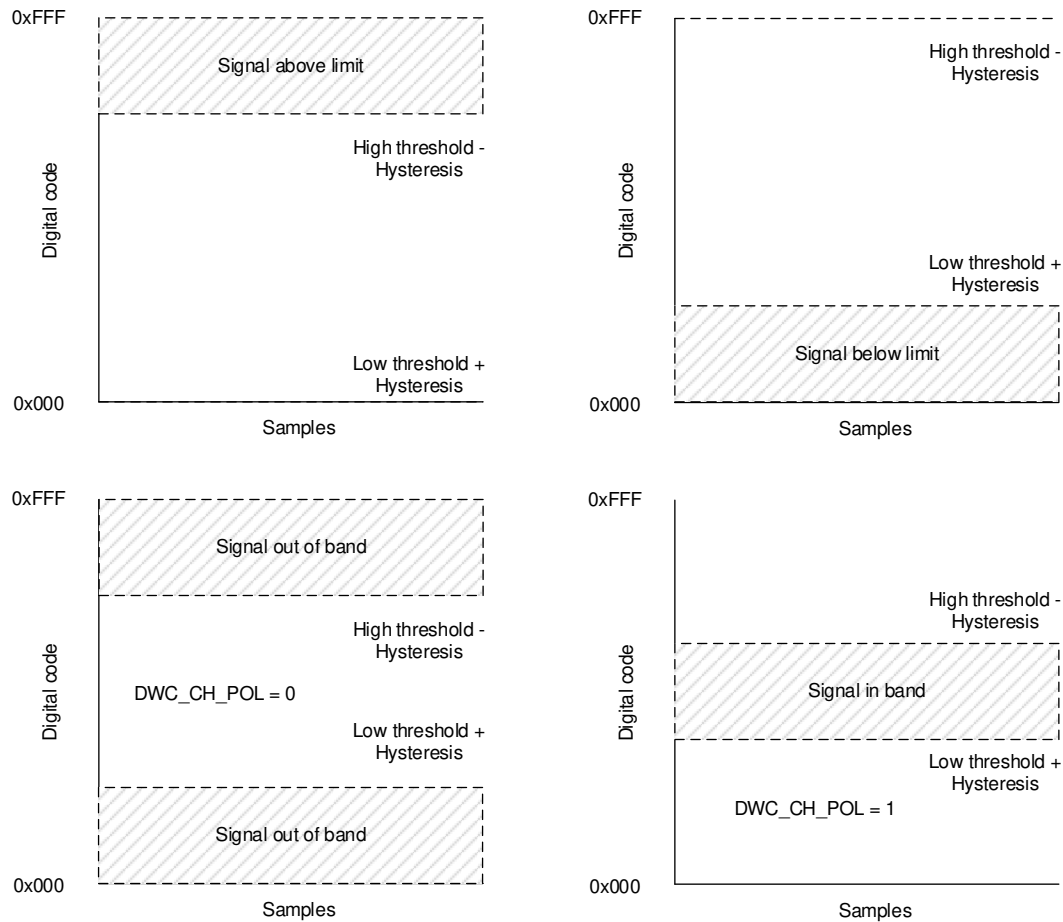 0xFFF
Signal above limit
High threshold -
Hysteresis
Digital code
Low threshold +
Hysteresis
0x000
Samples
High threshold -
Hysteresis
Digital code
Low threshold +
Hysteresis
Signal below limit
0x000
Samples
0xFFF
Signal out of band
High threshold -
Hysteresis
Digital code
DWC_CH_POL = 0
Low threshold +
Hysteresis
Signal out of band
0x000
Samples
0xFFF
High threshold -
Hysteresis
Digital code
Signal in band
Low threshold +
Hysteresis
DWC_CH_POL = 1
0x000
Samples